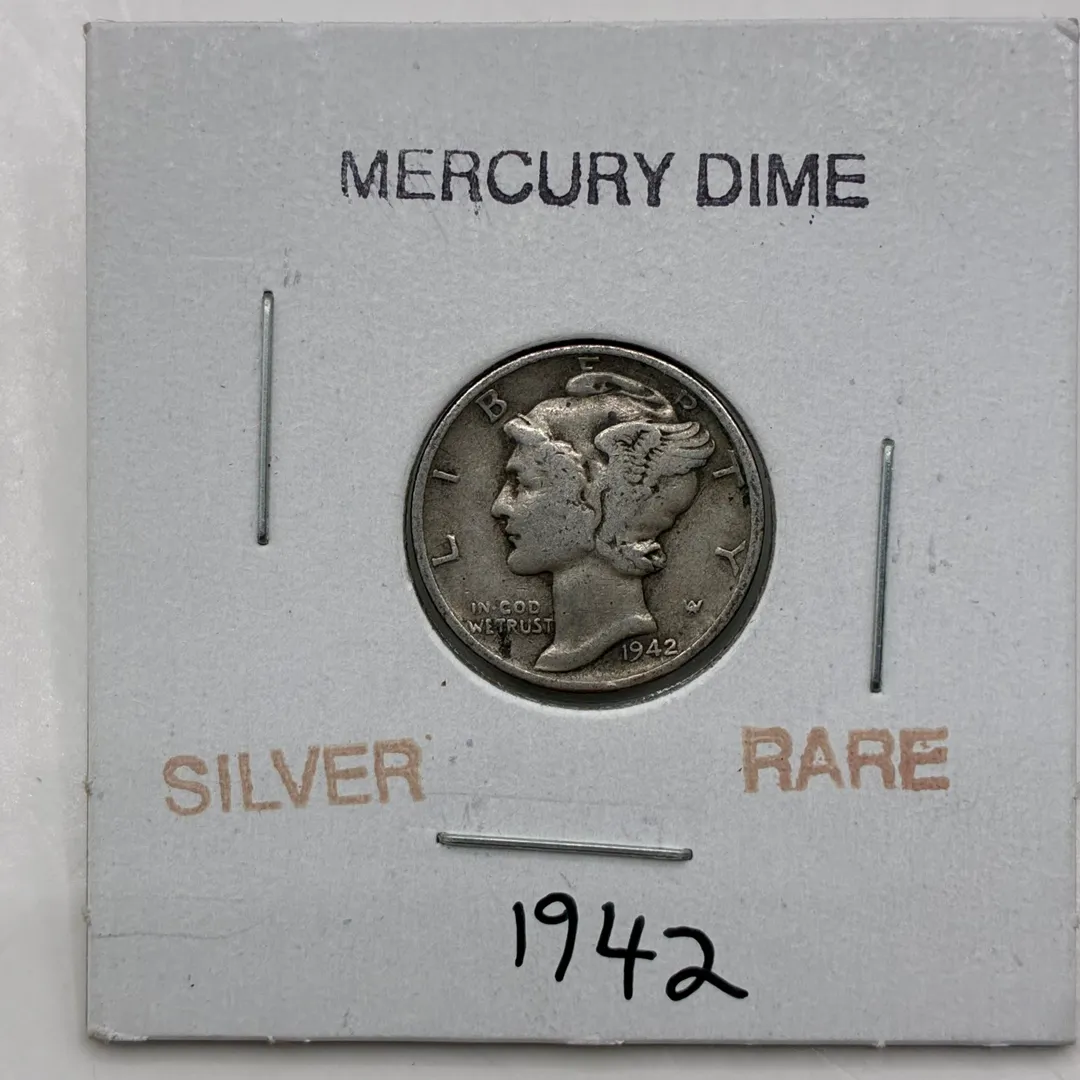 MERCURY DIME
LIBERTY
IN·GOD
WE TRUST
W
1942
SILVER
RARE
1942